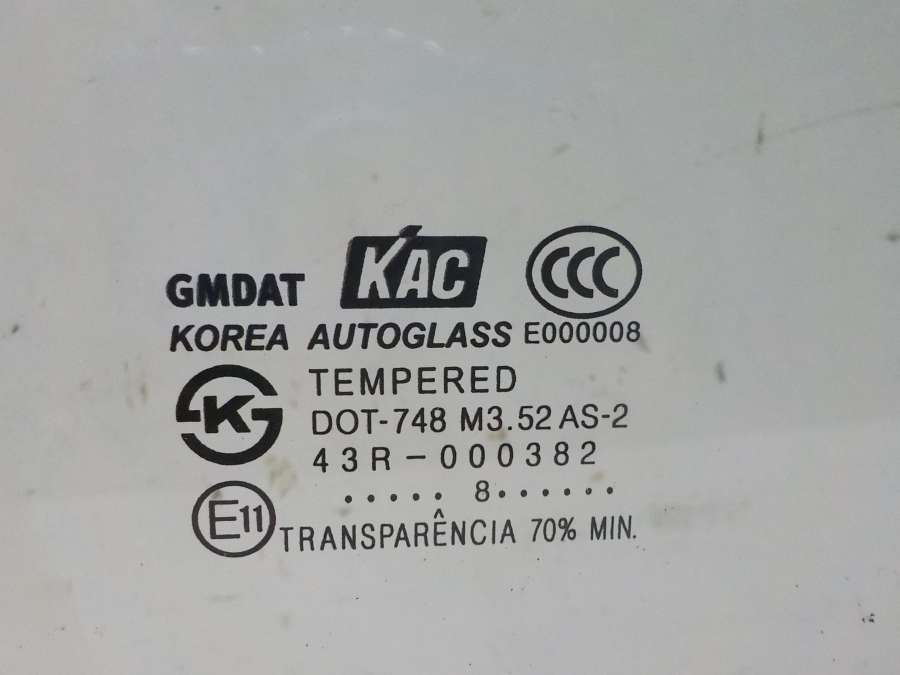 GMDAT KAC CCC
KOREA AUTOGLASS E000008
K
TEMPERED
DOT-748 M3.52 AS-2
43R-000382
..... 8......
E11 TRANSPARÊNCIA 70% MIN.